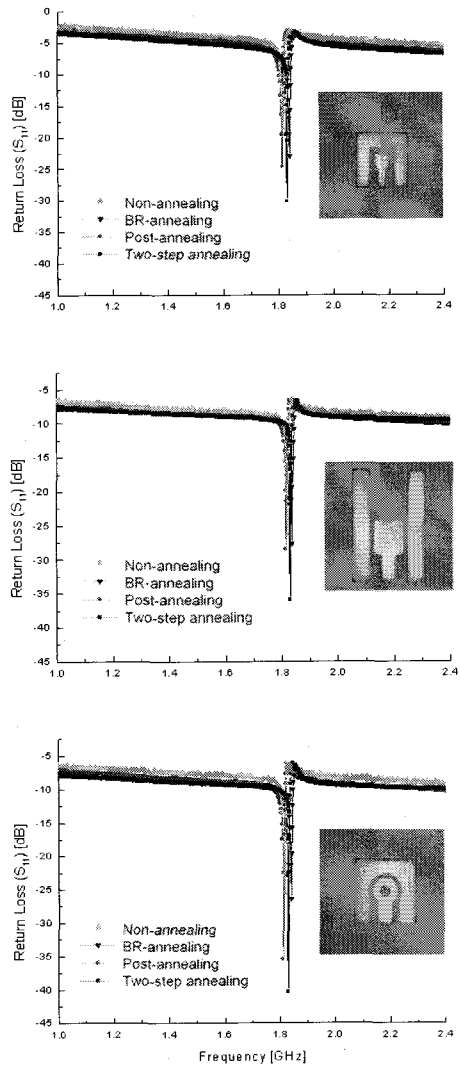 0
-5
-10
-15
-20
-25
-30
-35
-40
-45
Return Loss (S11) [dB]
Non-annealing
BR-annealing
Post-annealing
Two-step annealing
1.0 1.2 1.4 1.6 1.8 2.0 2.2 2.4
-5
-10
-15
-20
-25
-30
-35
-40
-45
Return Loss (S11) [dB]
Non-annealing
BR-annealing
Post-annealing
Two-step annealing
1.0 1.2 1.4 1.6 1.8 2.0 2.2 2.4
-5
-10
-15
-20
-25
-30
-35
-40
-45
Return Loss (S11) [dB]
Non-annealing
BR-annealing
Post-annealing
Two-step annealing
1.0 1.2 1.4 1.6 1.8 2.0 2.2 2.4
Frequency [GHz]